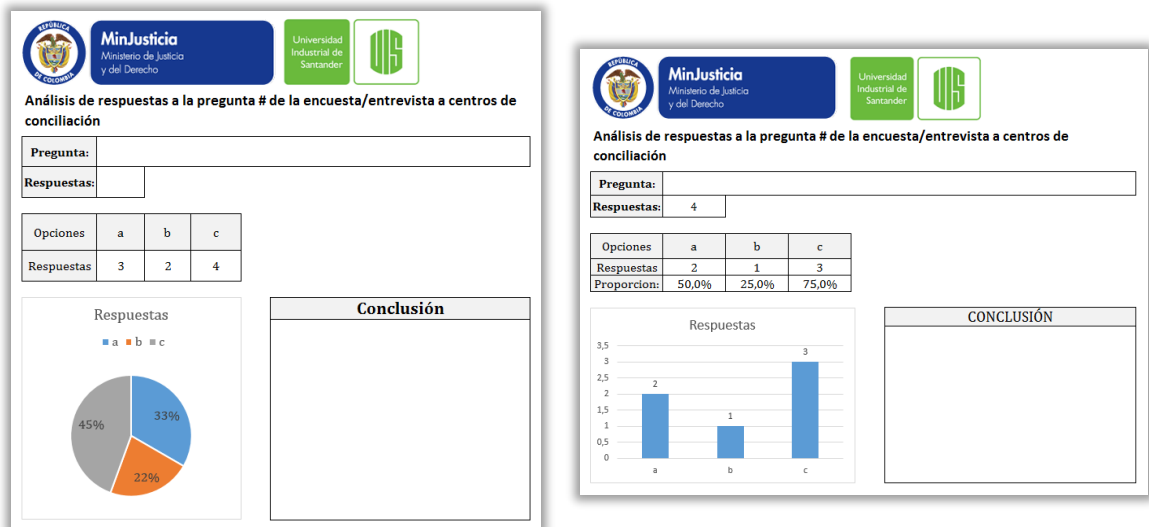 REPÚBLICA
DE COLOMBIA
MinJusticia
Ministerio de Justicia
y del Derecho
Universidad
Industrial de
Santander
Análisis de respuestas a la pregunta # de la encuesta/entrevista a centros de
conciliación
Pregunta:
Respuestas:
Opciones a b c
Respuestas 3 2 4
Respuestas
a b c
33%
45%
22%
Conclusión
REPÚBLICA
DE COLOMBIA
MinJusticia
Ministerio de Justicia
y del Derecho
Universidad
Industrial de
Santander
Análisis de respuestas a la pregunta # de la encuesta/entrevista a centros de
conciliación
Pregunta:
Respuestas: 4
Opciones a b c
Respuestas 2 1 3
Proporcion: 50,0% 25,0% 75,0%
Respuestas
3,5
3
2,5
2
1,5
1
0,5
0
2
1
3
a b c
CONCLUSIÓN